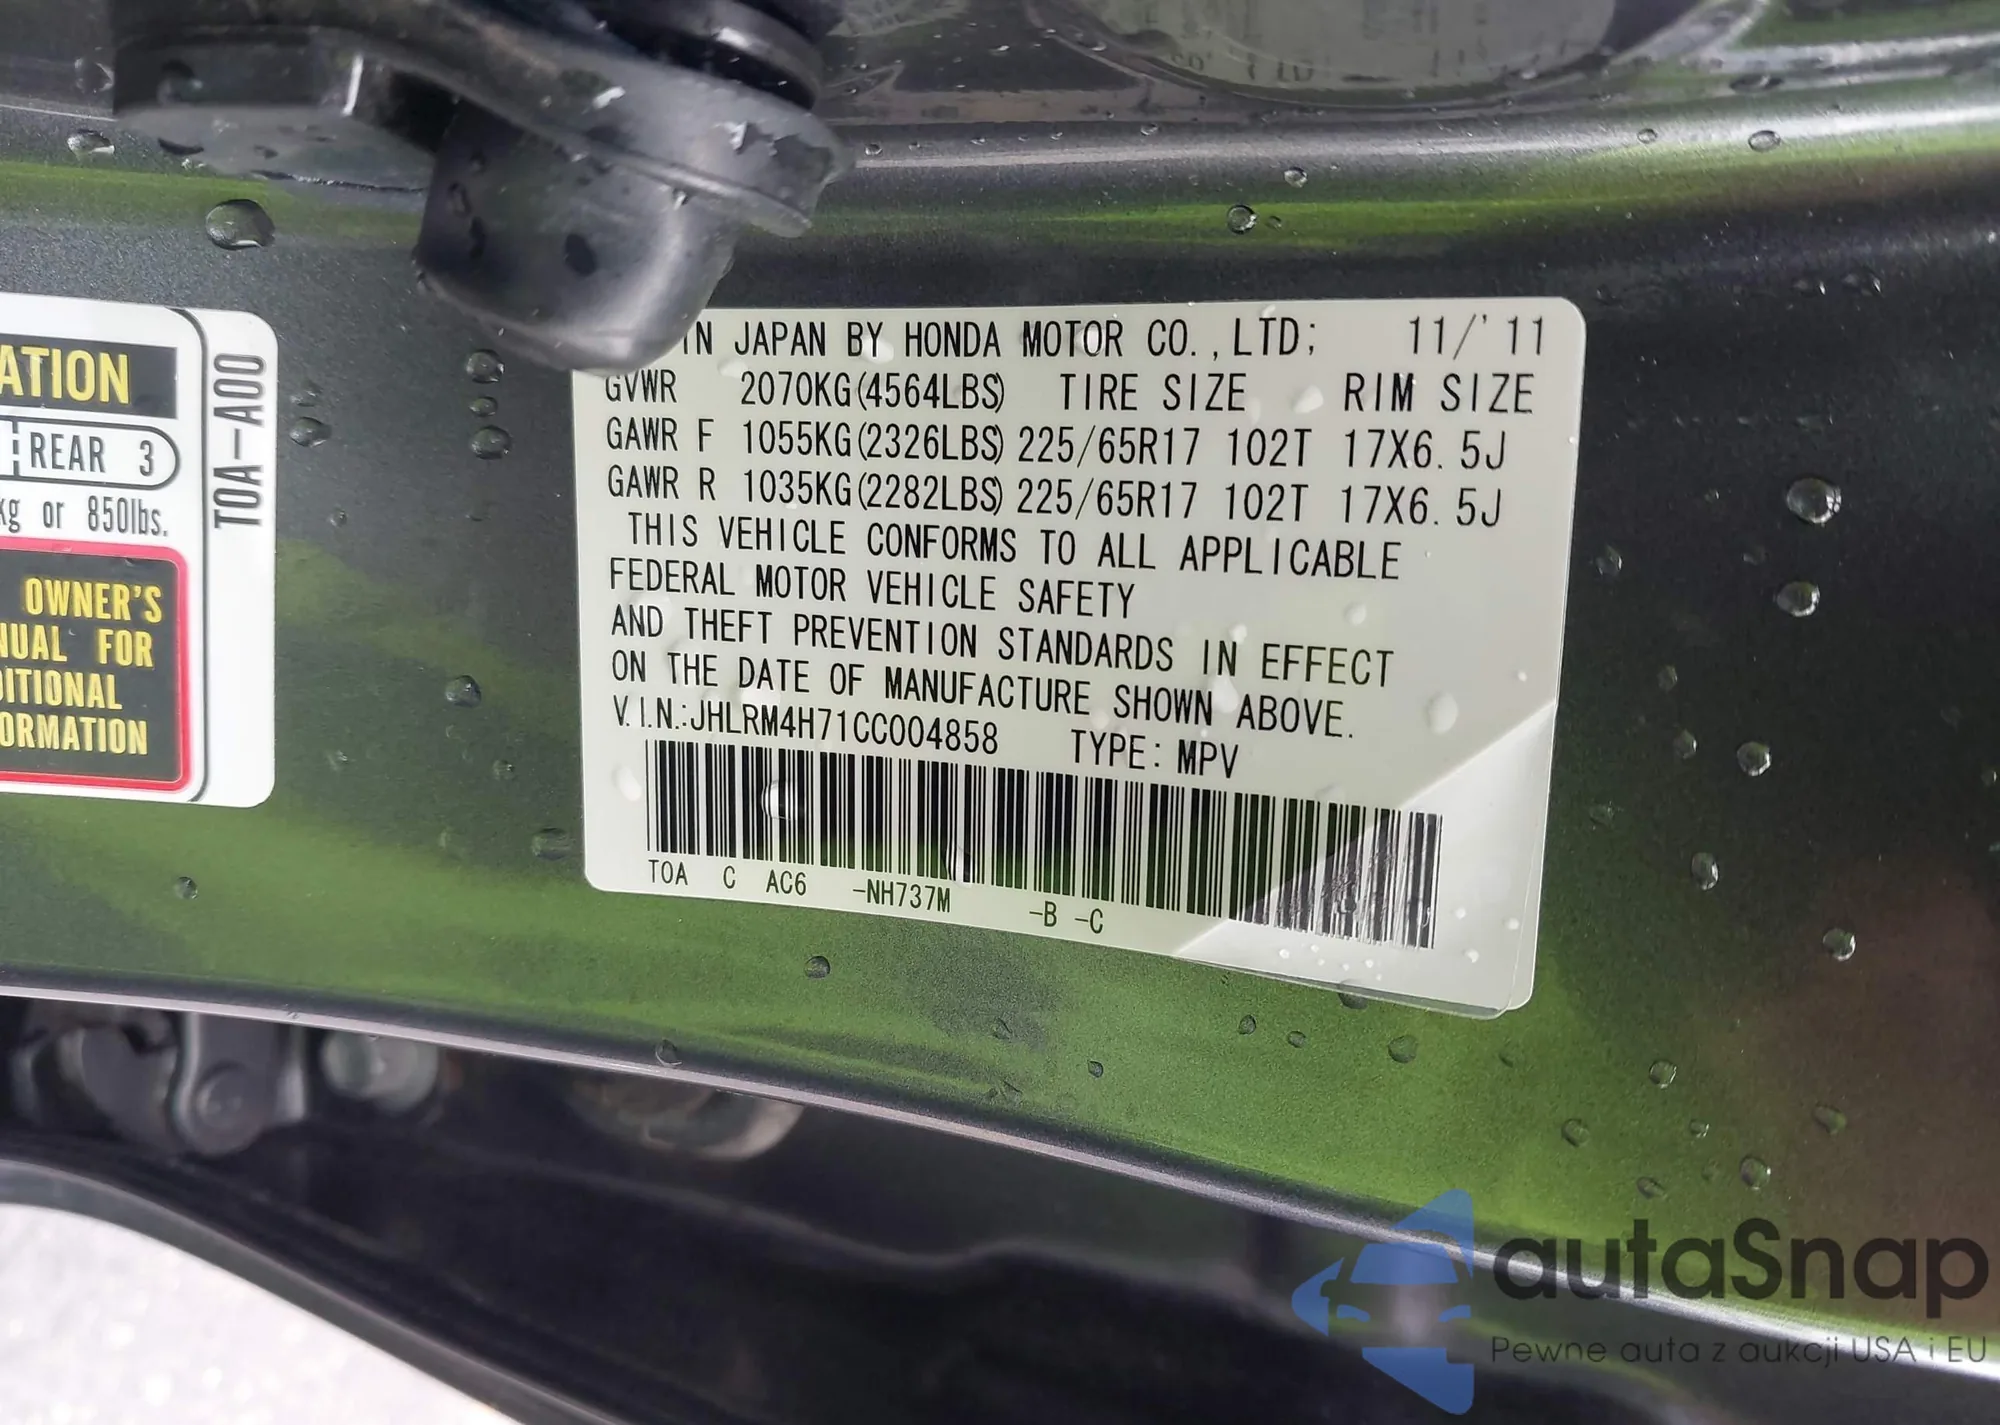 ATION
REAR 3
kg or 850lbs.
OWNER'S
NUAL FOR
DITIONAL
ORMATION
T0A-A00
IN JAPAN BY HONDA MOTOR CO.,LTD; 11/'11
GVWR 2070KG(4564LBS) TIRE SIZE RIM SIZE
GAWR F 1055KG(2326LBS) 225/65R17 102T 17X6.5J
GAWR R 1035KG(2282LBS) 225/65R17 102T 17X6.5J
THIS VEHICLE CONFORMS TO ALL APPLICABLE
FEDERAL MOTOR VEHICLE SAFETY
AND THEFT PREVENTION STANDARDS IN EFFECT
ON THE DATE OF MANUFACTURE SHOWN ABOVE.
V.I.N.:JHLRM4H71CC004858 TYPE: MPV
T0A C AC6 -NH737M -B -C
autaSnap
Pewne auta z aukcji USA i EU